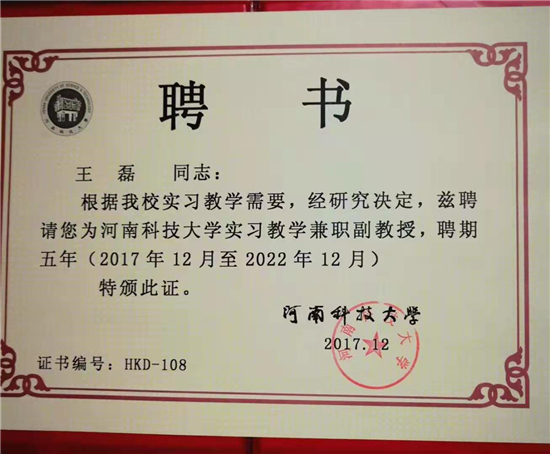 聘 书
王 磊 同志：
根据我校实习教学需要，经研究决定，兹聘
请您为河南科技大学实习教学兼职副教授，聘期
五年（2017年12月至2022年12月）
特颁此证。
河南科技大学
2017.12
证书编号：HKD-108